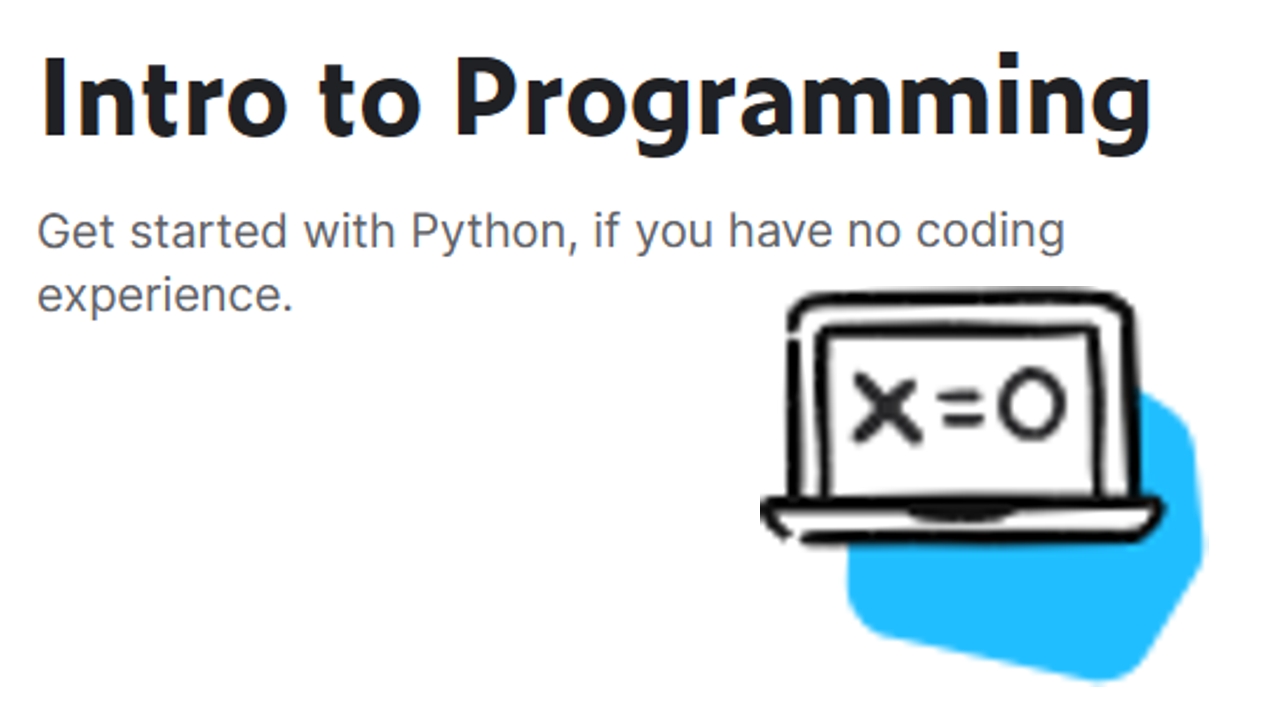 Intro to Programming
Get started with Python, if you have no coding
experience.
X=0